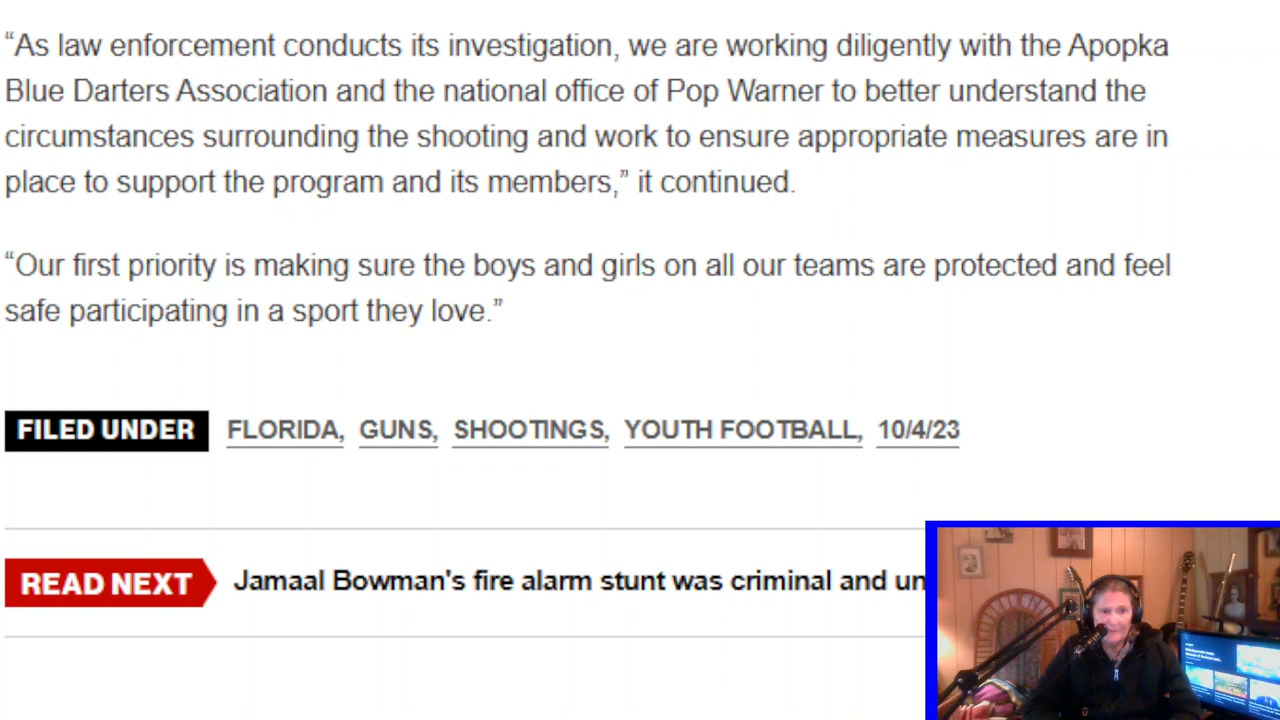 “As law enforcement conducts its investigation, we are working diligently with the Apopka
Blue Darters Association and the national office of Pop Warner to better understand the
circumstances surrounding the shooting and work to ensure appropriate measures are in
place to support the program and its members,” it continued.
“Our first priority is making sure the boys and girls on all our teams are protected and feel
safe participating in a sport they love.”
FILED UNDER FLORIDA, GUNS, SHOOTINGS, YOUTH FOOTBALL, 10/4/23
READ NEXT Jamaal Bowman's fire alarm stunt was criminal and un